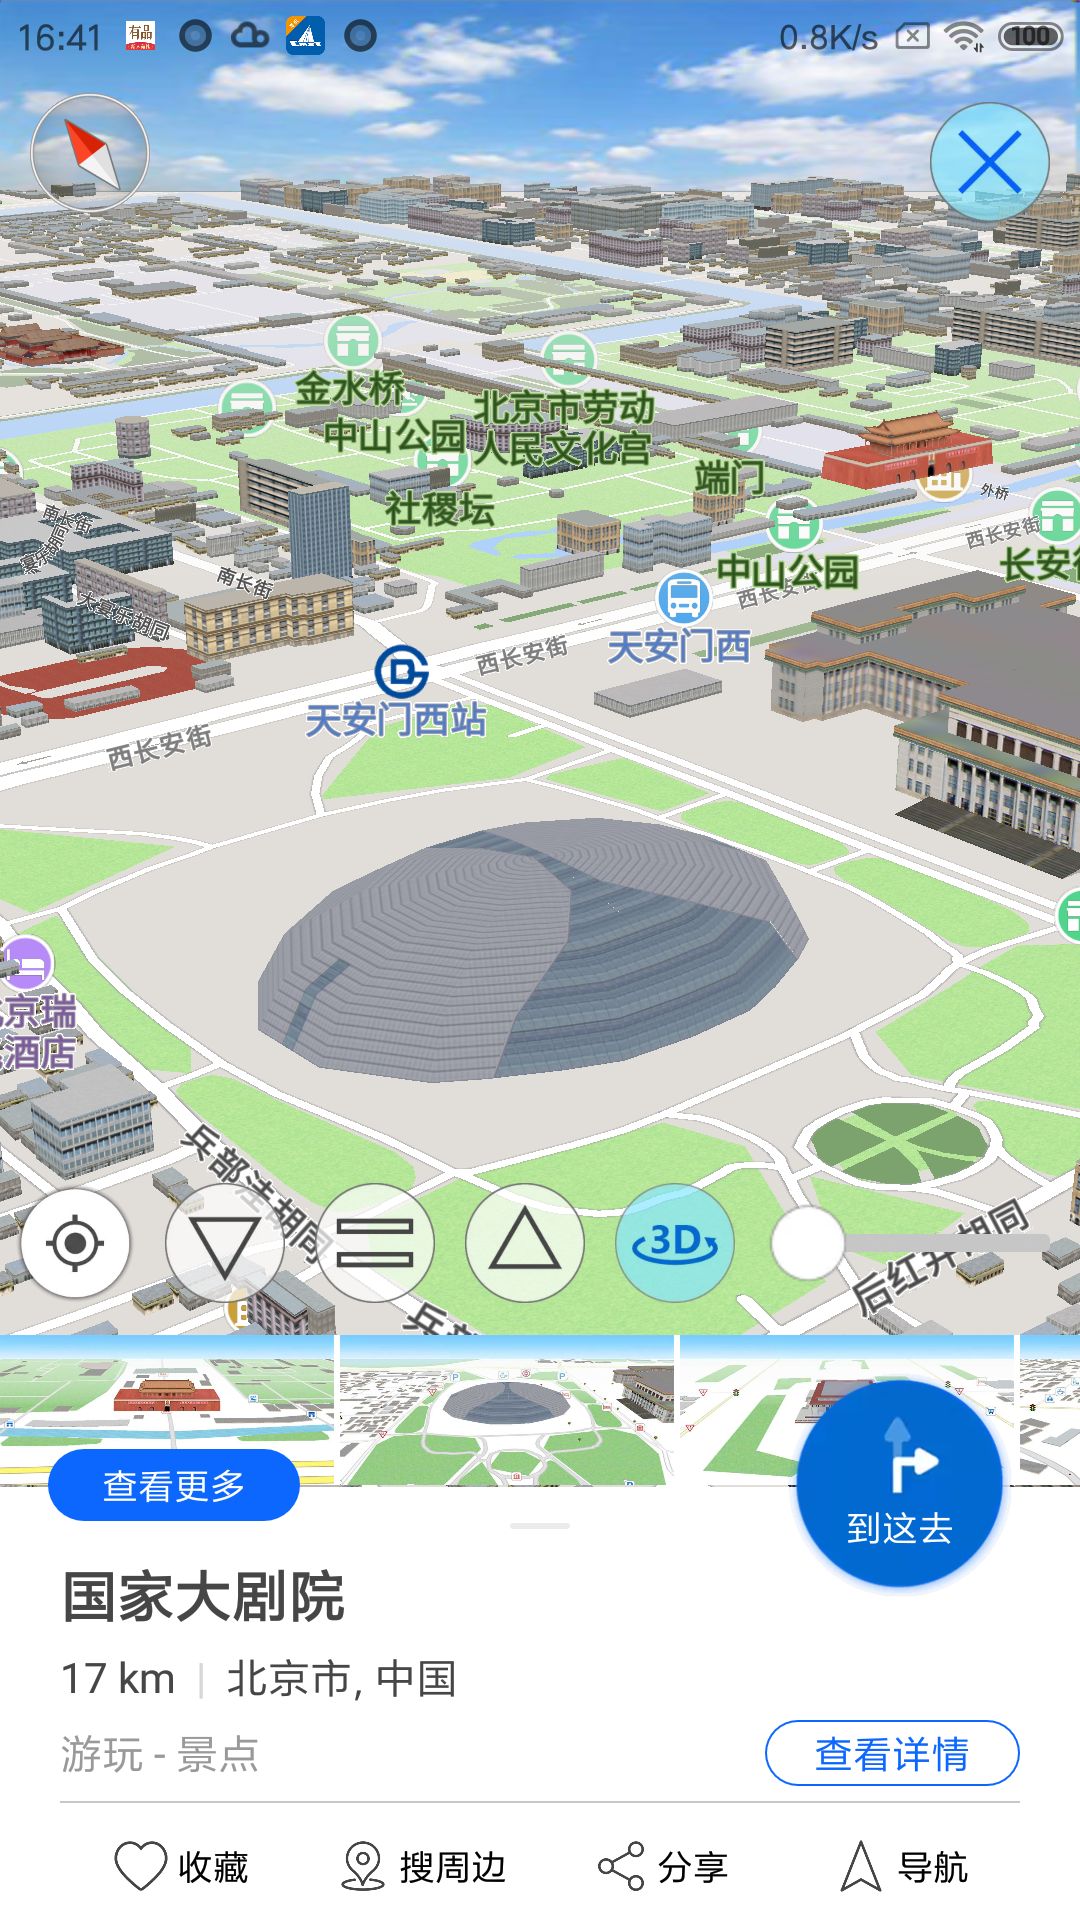 16:41
有品
0.8K/s
100
金水桥
北京市劳动
人民文化宫
中山公园
端门
社稷坛
外桥
西长安街
南长街
南长街
大宴乐胡同
中山公园
西长安街
天安门西
西长安街
天安门西站
西长安街
京瑞
酒店
兵部洼胡同
后红井胡同
3D
查看更多
到这去
国家大剧院
17 km | 北京市, 中国
游玩 - 景点
查看详情
收藏
搜周边
分享
导航